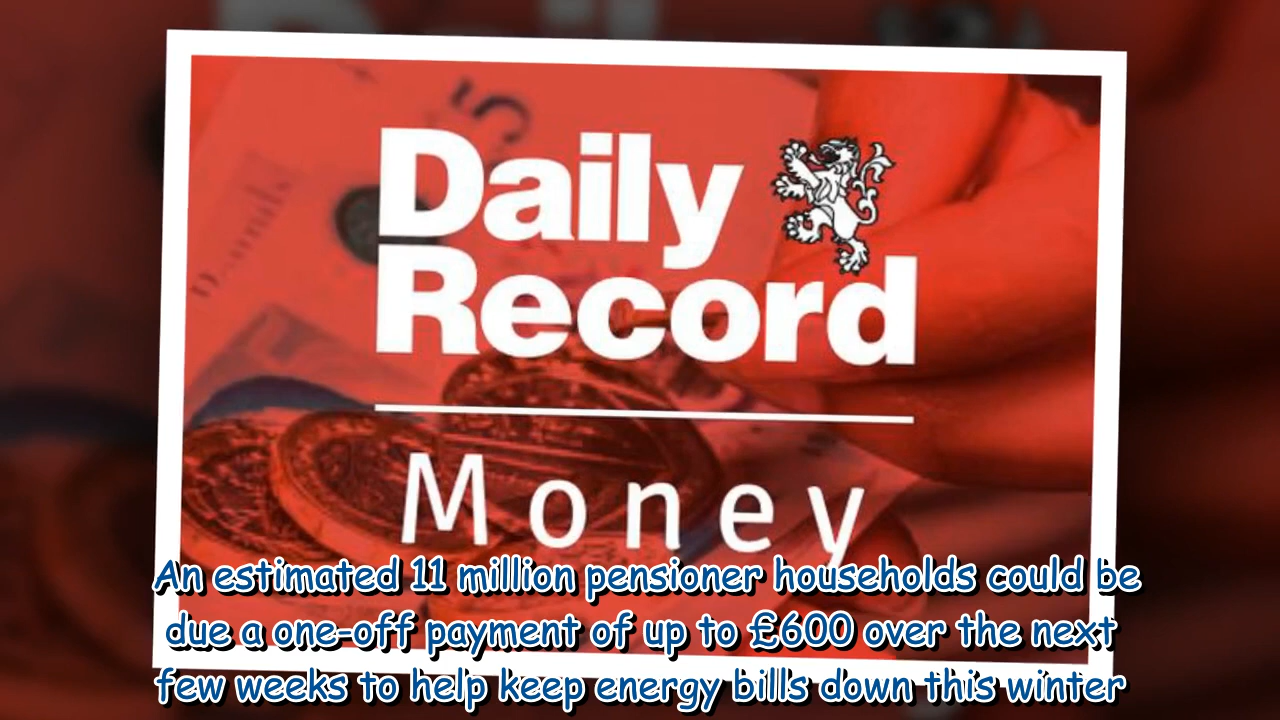 Daily
Record
Money
An estimated 11 million pensioner households could be
due a one-off payment of up to £600 over the next
few weeks to help keep energy bills down this winter